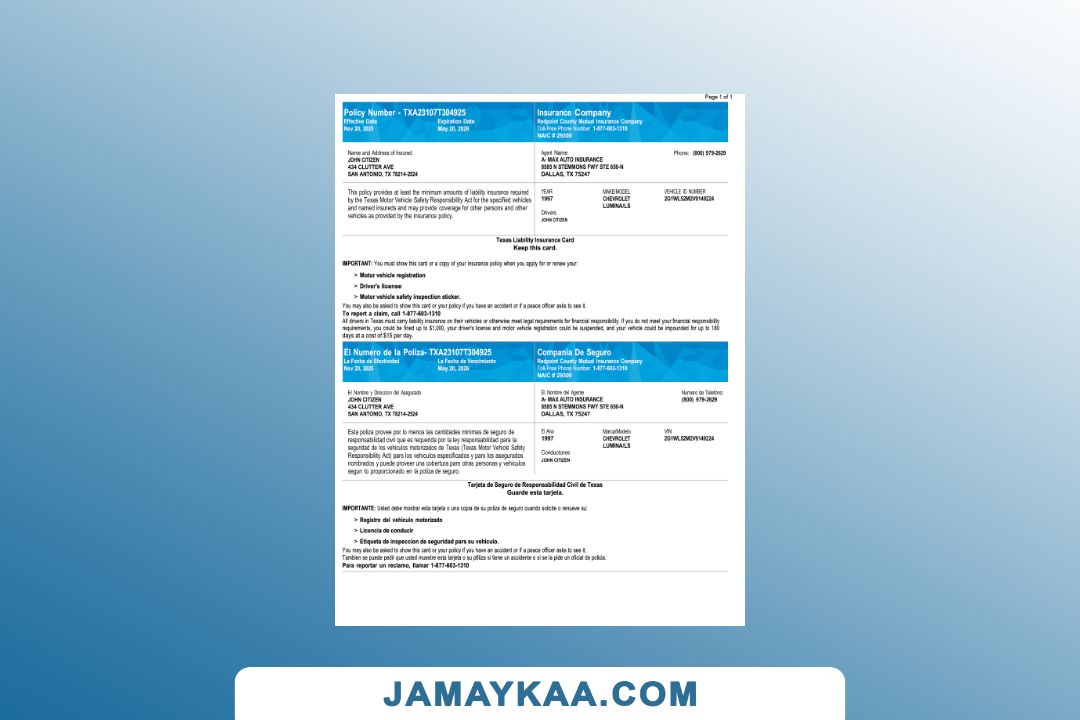 Page 1 of 1
Policy Number - TXA23107T304925
Effective Date Expiration Date
Nov 20, 2025 May 20, 2026
Insurance Company
Redpoint County Mutual Insurance Company
Toll-Free Phone Number 1-877-603-1310
NAIC # 29300
Name and Address of Insured
JOHN CITIZEN
434 CLUTTER AVE
SAN ANTONIO, TX 78214-2524
Agent Name Phone: (800) 979-2629
A- MAX AUTO INSURANCE
8585 N STEMMONS FWY STE 650-N
DALLAS, TX 75247
The policy provides at least the minimum amounts of liability insurance required
by the Texas Motor Vehicle Safety Responsibility Act for the specified vehicles
and named insureds and may provide coverage for other persons and other
vehicles as provided by the insurance policy.
YEAR MAKE/MODEL VEHICLE ID NUMBER
1997 CHEVROLET 2G1WL52M2V9149224
LUMINA/LS
Drivers
JOHN CITIZEN
Texas Liability Insurance Card
Keep this card.
IMPORTANT: You must show this card or a copy of your insurance policy when you apply for or renew your:
> Motor vehicle registration
> Driver's license
> Motor vehicle safety inspection sticker.
You may also be asked to show this card or your policy if you have an accident or if a peace officer asks to see it.
To report a claim, call 1-877-603-1310
All drivers in Texas must carry liability insurance on their vehicles or otherwise meet legal requirements for financial responsibility. If you do not meet your financial responsibility
requirements, you could be fined up to $1,000, your driver's license and motor vehicle registration could be suspended, and your vehicle could be impounded for up to 180
days at a cost of $15 per day.
El Numero de la Poliza- TXA23107T304925
La Fecha de Efectividad La Fecha de Vencimiento
Nov 20, 2025 May 20, 2026
Compania De Seguro
Redpoint County Mutual Insurance Company
Toll-Free Phone Number 1-877-603-1310
NAIC # 29300
El Nombre y Direccion del Asegurado
JOHN CITIZEN
434 CLUTTER AVE
SAN ANTONIO, TX 78214-2524
El Nombre del Agente Numero de Telefono
A- MAX AUTO INSURANCE (800) 979-2629
8585 N STEMMONS FWY STE 650-N
DALLAS, TX 75247
Esta poliza provee por lo menos las cantidades minimas de seguro de
responsabilidad civil que es requerida por la ley responsabilidad para la
seguridad de los vehiculos motorizados de Texas (Texas Motor Vehicle Safety
Responsibility Act) para los vehiculos especificados y para los asegurados
nombrados y puede proveer una cobertura para otras personas y vehiculos
segun lo proporcionado en la poliza de seguro.
El Ano Marca/Modelo VIN
1997 CHEVROLET 2G1WL52M2V9149224
LUMINA/LS
Conductores
JOHN CITIZEN
Tarjeta de Seguro de Responsabilidad Civil de Texas
Guarde esta tarjeta.
IMPORTANTE: Usted debe mostrar esta tarjeta o una copia de su poliza de seguro cuando solicite o renueve su:
> Registro del vehiculo motorizado
> Licencia de conducir
> Etiqueta de inspeccion de seguridad pars su vehiculo.
You may also be asked to show this card or your policy if you have an accident or if a peace officer asks to see it.
Tambien se puede pedir que usted muestre esta tarjeta o su póliza si tiene un accidente o si se la pide un oficial de policia.
Para reportar un reclamo, llamar 1-877-603-1310
JAMAYKAA.COM